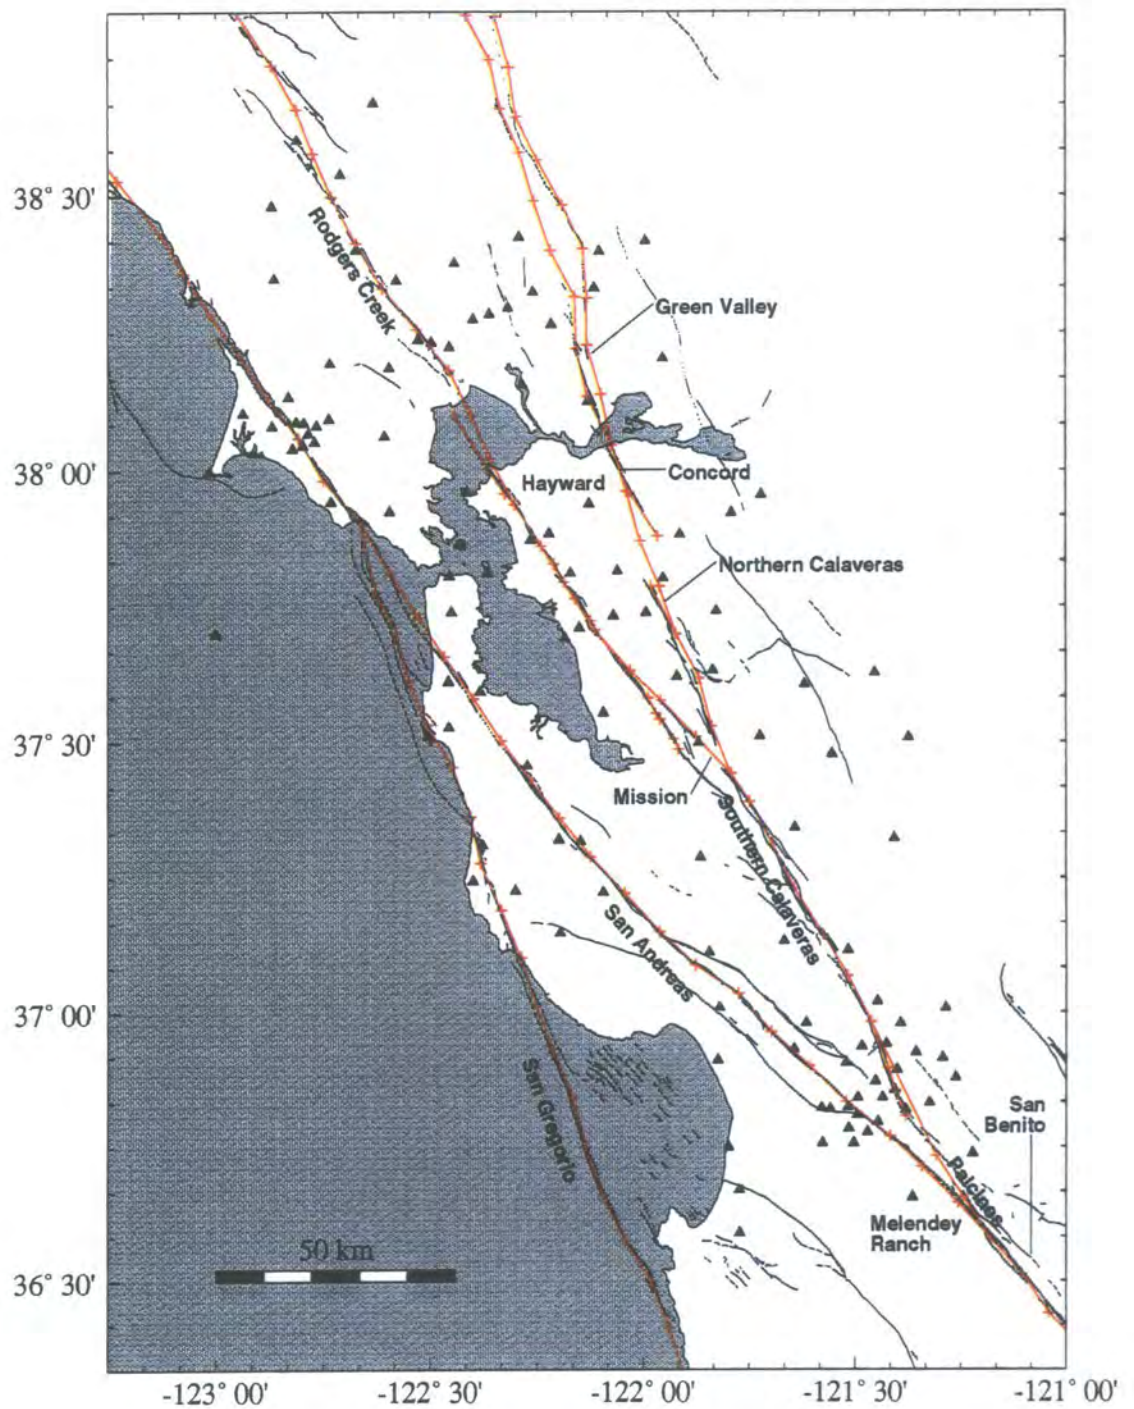 38° 30'
Rodgers Creek
Green Valley
38° 00'
Hayward
Concord
Northern Calaveras
37° 30'
Mission
Southern Calaveras
San Andreas
37° 00'
San Gregorio
San
Benito
Paicines
Melendey
Ranch
50 km
36° 30'
-123° 00'
-122° 30'
-122° 00'
-121° 30'
-121° 00'